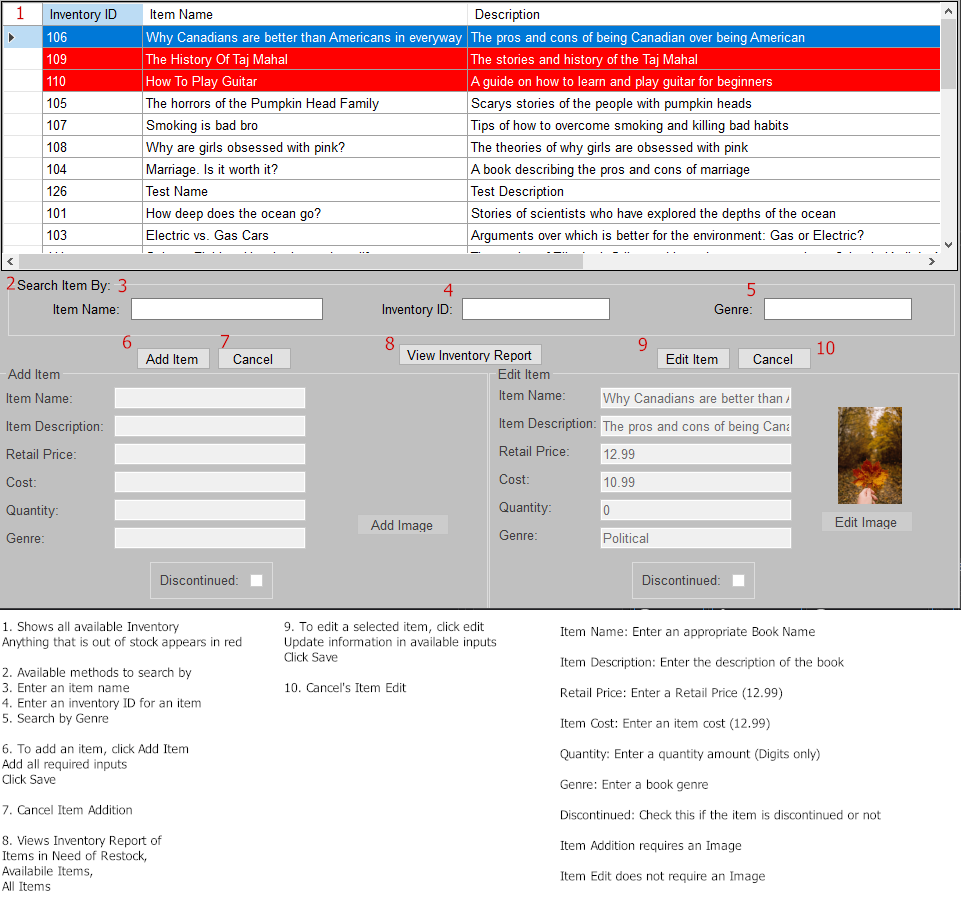 1 Inventory ID Item Name Description
106 Why Canadians are better than Americans in everyway The pros and cons of being Canadian over being American
109 The History Of Taj Mahal The stories and history of the Taj Mahal
110 How To Play Guitar A guide on how to learn and play guitar for beginners
105 The horrors of the Pumpkin Head Family Scarys stories of the people with pumpkin heads
107 Smoking is bad bro Tips of how to overcome smoking and killing bad habits
108 Why are girls obsessed with pink? The theories of why girls are obsessed with pink
104 Marriage. Is it worth it? A book describing the pros and cons of marriage
126 Test Name Test Description
101 How deep does the ocean go? Stories of scientists who have explored the depths of the ocean
103 Electric vs. Gas Cars Arguments over which is better for the environment: Gas or Electric?
2 Search Item By: 3 4 5
Item Name: Inventory ID: Genre:
6 7 8 9 10
Add Item Cancel View Inventory Report Edit Item Cancel
Add Item
Item Name:
Item Description:
Retail Price:
Cost:
Quantity:
Genre:
Add Image
Discontinued:
Edit Item
Item Name: Why Canadians are better than
Item Description: The pros and cons of being Cana
Retail Price: 12.99
Cost: 10.99
Quantity: 0
Genre: Political
Edit Image
Discontinued:
1. Shows all available Inventory
Anything that is out of stock appears in red
2. Available methods to search by
3. Enter an item name
4. Enter an inventory ID for an item
5. Search by Genre
6. To add an item, click Add Item
Add all required inputs
Click Save
7. Cancel Item Addition
8. Views Inventory Report of
Items in Need of Restock,
Availabile Items,
All Items
9. To edit a selected item, click edit
Update information in available inputs
Click Save
10. Cancel's Item Edit
Item Name: Enter an appropriate Book Name
Item Description: Enter the description of the book
Retail Price: Enter a Retail Price (12.99)
Item Cost: Enter an item cost (12.99)
Quantity: Enter a quantity amount (Digits only)
Genre: Enter a book genre
Discontinued: Check this if the item is discontinued or not
Item Addition requires an Image
Item Edit does not require an Image